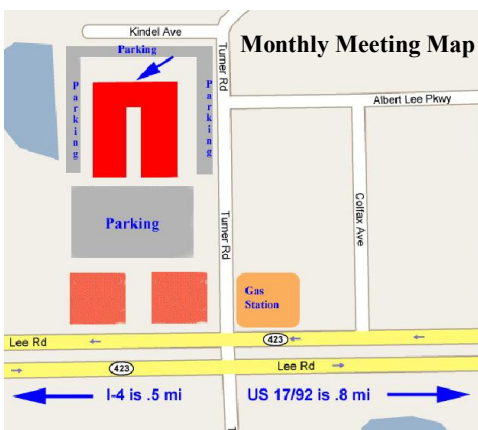 Kindel Ave
Monthly Meeting Map
Parking
Turner Rd
Parking
Parking
Albert Lee Pkwy
Colfax Ave
Turner Rd
Parking
Gas
Station
Lee Rd
423
423
Lee Rd
I-4 is .5 mi
US 17/92 is .8 mi